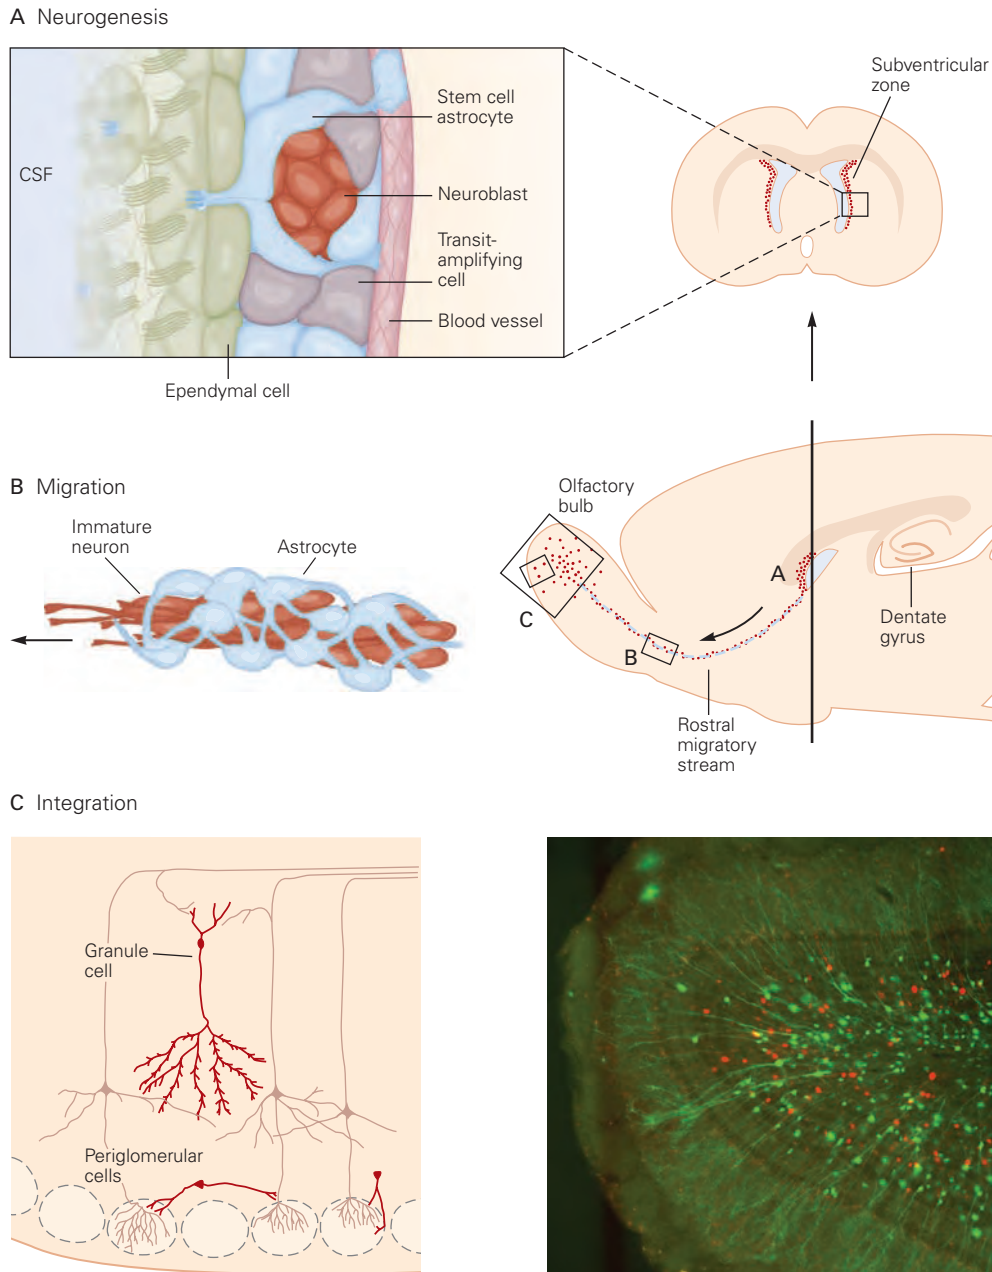 A Neurogenesis
Subventricular
zone
Stem cell
astrocyte
CSF
Neuroblast
Transit-
amplifying
cell
Blood vessel
Ependymal cell
B Migration
Immature
neuron
Astrocyte
Olfactory
bulb
A
C
B
Dentate
gyrus
Rostral
migratory
stream
C Integration
Granule
cell
Periglomerular
cells